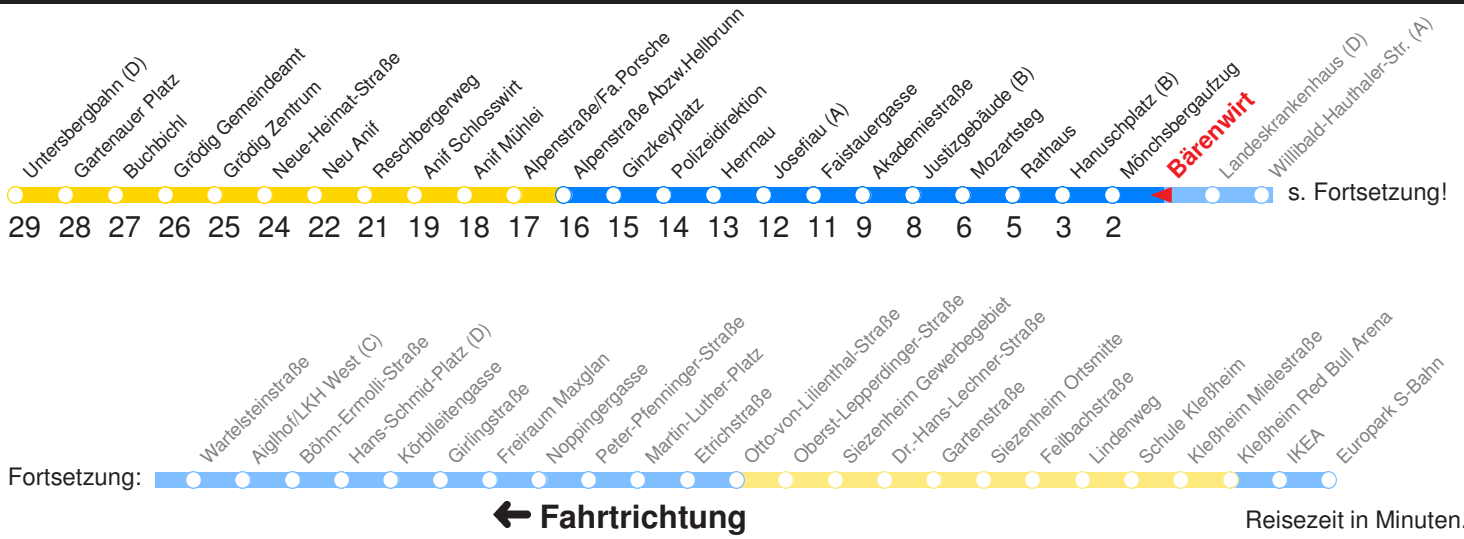 Untersbergbahn (D)
Gartenauer Platz
Buchbichl
Grödig Gemeindeamt
Grödig Zentrum
Neue-Heimat-Straße
Neu Anif
Reschbergerweg
Anif Schlosswirt
Anif Mühlei
Alpenstraße/Fa.Porsche
Alpenstraße Abzw.Hellbrunn
Ginzkeyplatz
Polizeidirektion
Herrnau
Josefiau (A)
Faistauergasse
Akademiestraße
Justizgebäude (B)
Mozartsteg
Rathaus
Hanuschplatz (B)
Mönchsbergaufzug
Bärenwirt
Landeskrankenhaus (D)
Willibald-Hauthaler-Str. (A)
s. Fortsetzung!
29 28 27 26 25 24 22 21 19 18 17 16 15 14 13 12 11 9 8 6 5 3 2
Wartelsteinstraße
Aiglhof/LKH West (C)
Böhm-Ermolli-Straße
Hans-Schmid-Platz (D)
Körblleitengasse
Girlingstraße
Freiraum Maxglan
Noppingergasse
Peter-Pfenninger-Straße
Martin-Luther-Platz
Etrichstraße
Otto-von-Lilienthal-Straße
Oberst-Lepperdinger-Straße
Siezenheim Gewerbegebiet
Dr.-Hans-Lechner-Straße
Gartenstraße
Siezenheim Ortsmitte
Feilbachstraße
Lindenweg
Schule Kleßheim
Kleßheim Mielestraße
Kleßheim Red Bull Arena
IKEA
Europark S-Bahn
Fortsetzung:
Fahrtrichtung
Reisezeit in Minuten.